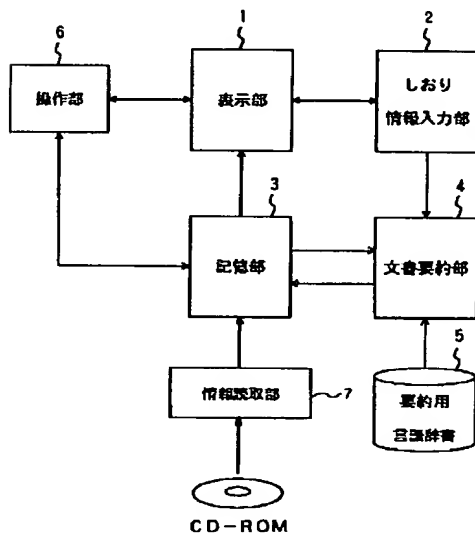 6
1
2
操作部
表示部
しおり
情報入力部
3
4
記憶部
文書要約部
5
情報読取部
7
要約用
言語辞書
CD-ROM